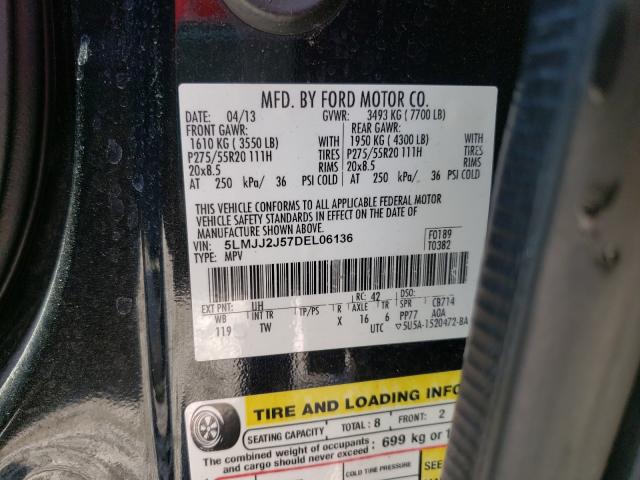 MFD. BY FORD MOTOR CO.
DATE: 04/13 GVWR: 3493 KG ( 7700 LB)
FRONT GAWR: REAR GAWR:
1610 KG ( 3550 LB) WITH 1950 KG ( 4300 LB) WITH
P275/55R20 111H TIRES P275/55R20 111H TIRES
20x8.5 RIMS 20x8.5 RIMS
AT 250 kPa/ 36 PSI COLD AT 250 kPa/ 36 PSI COLD
THIS VEHICLE CONFORMS TO ALL APPLICABLE FEDERAL MOTOR
VEHICLE SAFETY STANDARDS IN EFFECT ON THE DATE OF
MANUFACTURE SHOWN ABOVE.
VIN: 5LMJJ2J57DEL06136 F0189
TYPE: MPV T0382
EXT PNT: UH RC: 42 DSO:
WB INT TR TP/PS R AXLE TR SPR CB714
119 TW X 16 6 PP77 AOA
UTC ▽5U5A-1520472-BA
TIRE AND LOADING INFO
SEATING CAPACITY TOTAL: 8 FRONT: 2
The combined weight of occupants 699 kg or
and cargo should never exceed:
COLD TIRE PRESSURE SEE